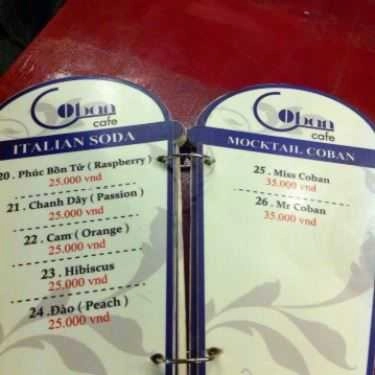 Coban
cafe
ITALIAN SODA
20 . Phúc Bồn Tử ( Raspberry )
25.000 vnd
21 . Chanh Dây ( Passion )
25.000 vnd
22 . Cam ( Orange )
25.000 vnd
23 . Hibiscus
25.000 vnd
24 .Đào ( Peach )
25.000 vnd
Coban
cafe
MOCKTAIL COBAN
25 . Miss Coban
35.000 vnd
26 . Mr Coban
35.000 vnd